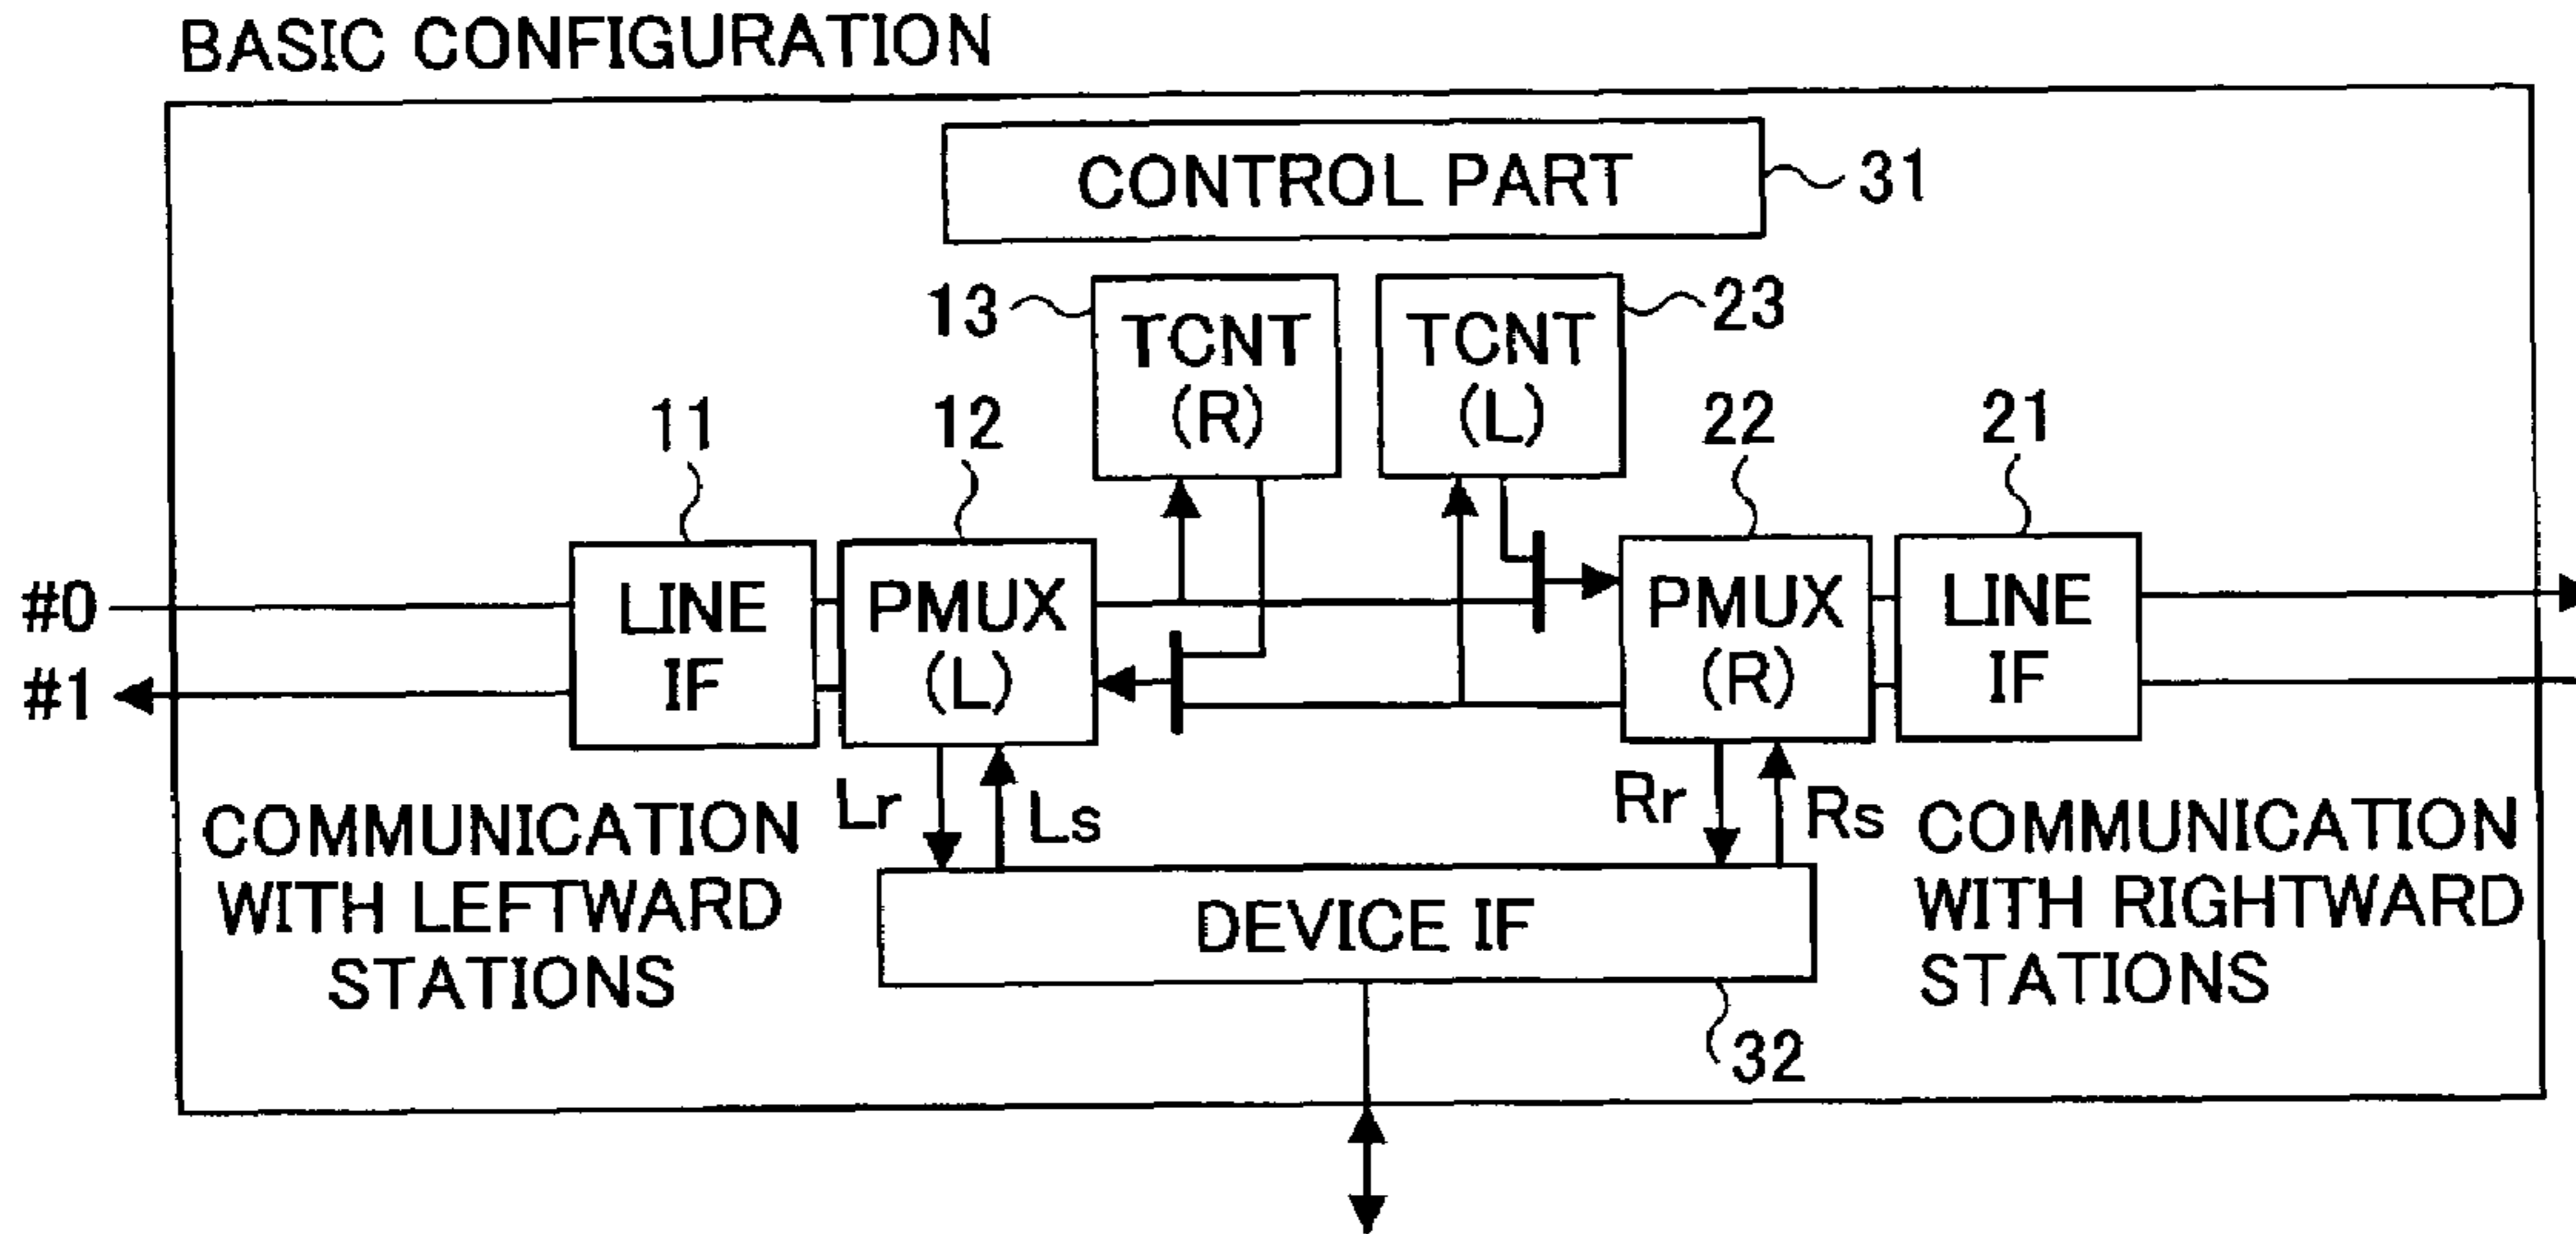 BASIC CONFIGURATION
CONTROL PART
31
13
TCNT
(R)
TCNT
(L)
23
11
12
22
21
#0
#1
LINE
IF
PMUX
(L)
PMUX
(R)
LINE
IF
Lr
Ls
Rr
Rs
COMMUNICATION
WITH LEFTWARD
STATIONS
DEVICE IF
COMMUNICATION
WITH RIGHTWARD
STATIONS
32